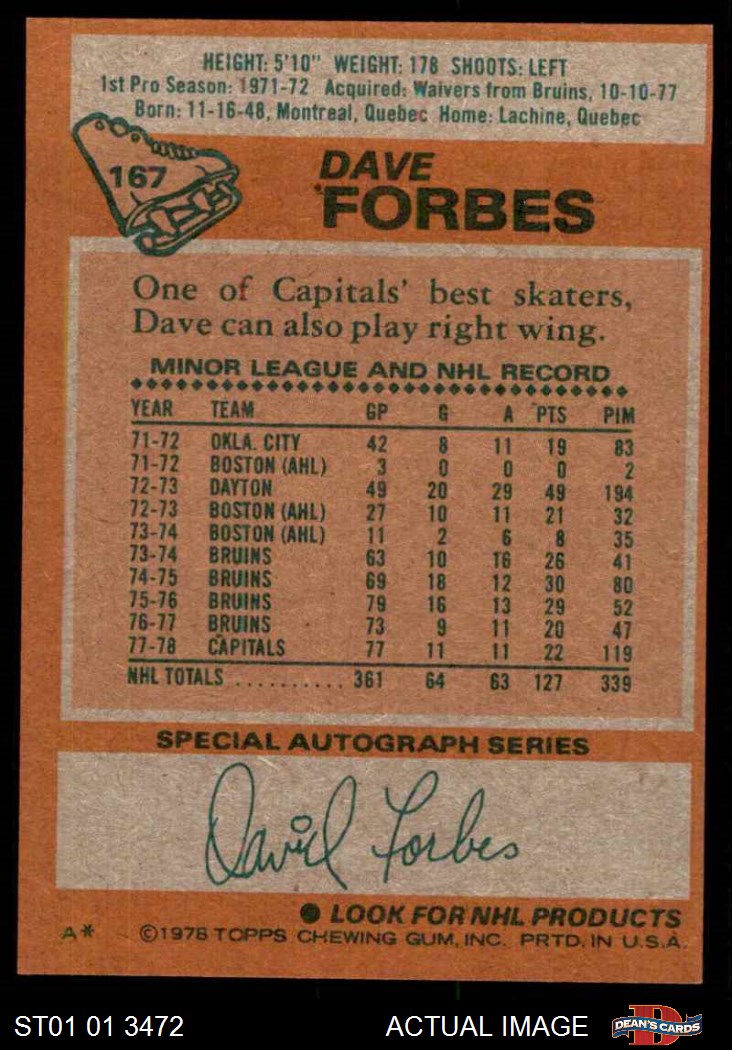 HEIGHT: 5'10" WEIGHT: 178 SHOOTS: LEFT
1st Pro Season: 1971-72 Acquired: Waivers from Bruins, 10-10-77
Born: 11-16-48, Montreal, Quebec Home: Lachine, Quebec
167
DAVE
FORBES
One of Capitals' best skaters,
Dave can also play right wing.
MINOR LEAGUE AND NHL RECORD
YEAR TEAM GP G A PTS PIM
71-72 OKLA. CITY 42 8 11 19 83
71-72 BOSTON (AHL) 3 0 0 0 2
72-73 DAYTON 49 20 29 49 194
72-73 BOSTON (AHL) 27 10 11 21 32
73-74 BOSTON (AHL) 11 2 6 8 35
73-74 BRUINS 63 10 16 26 41
74-75 BRUINS 69 18 12 30 80
75-76 BRUINS 79 16 13 29 52
76-77 BRUINS 73 9 11 20 47
77-78 CAPITALS 77 11 11 22 119
NHL TOTALS .......... 361 64 63 127 339
SPECIAL AUTOGRAPH SERIES
David Forbes
● LOOK FOR NHL PRODUCTS
A* ©1978 TOPPS CHEWING GUM, INC. PRTD. IN U.S.A.
ST01 01 3472 ACTUAL IMAGE D DEAN'S CARDS